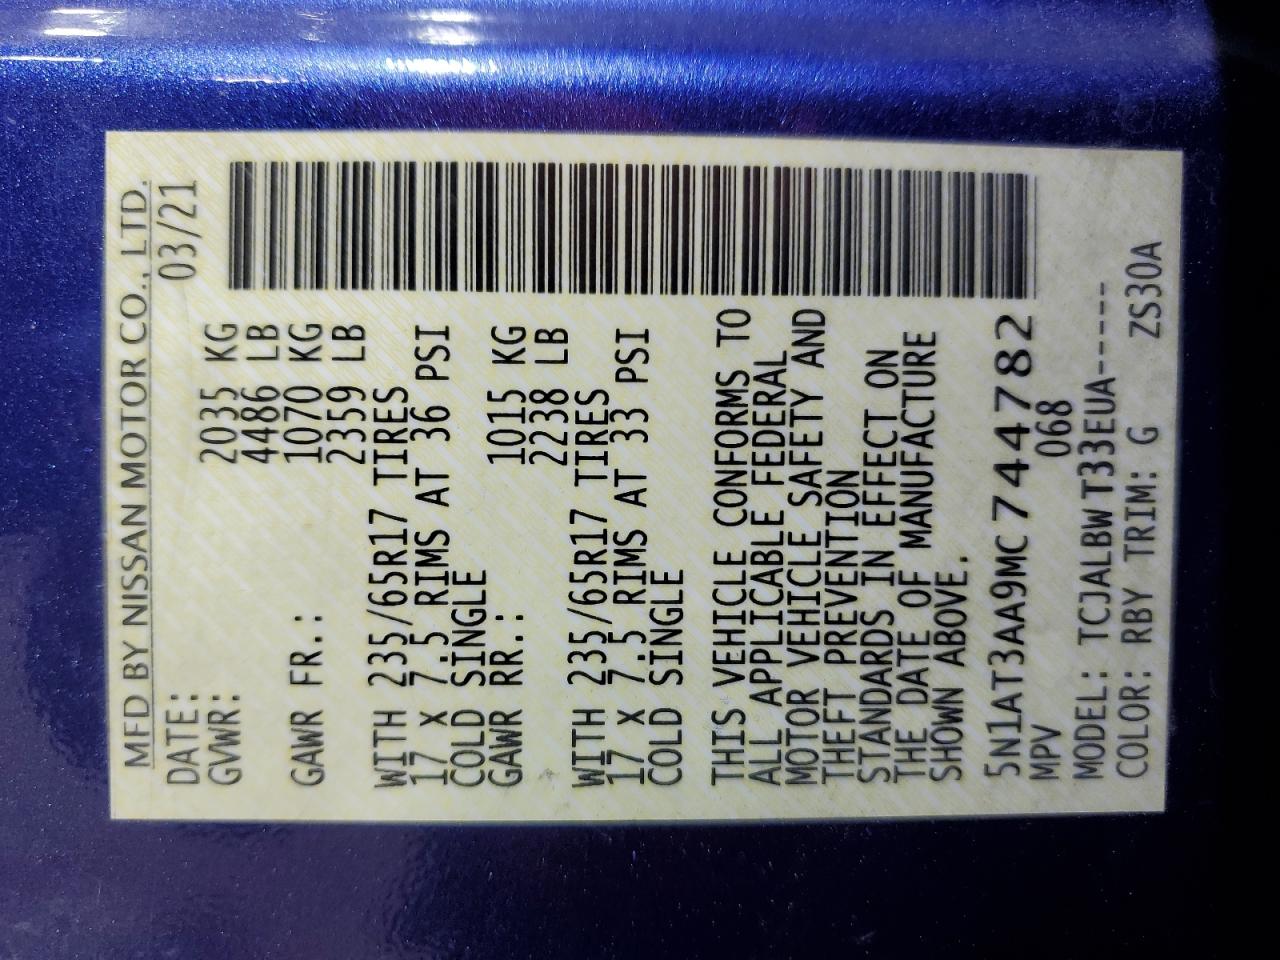 MFD BY NISSAN MOTOR CO., LTD.
DATE: 03/21
GVWR: 2035 KG
4486 LB
GAWR FR.: 1070 KG
2359 LB
WITH 235/65R17 TIRES
17 X 7.5 RIMS AT 36 PSI
COLD SINGLE
GAWR RR.: 1015 KG
2238 LB
WITH 235/65R17 TIRES
17 X 7.5 RIMS AT 33 PSI
COLD SINGLE
THIS VEHICLE CONFORMS TO
ALL APPLICABLE FEDERAL
MOTOR VEHICLE SAFETY AND
THEFT PREVENTION
STANDARDS IN EFFECT ON
THE DATE OF MANUFACTURE
SHOWN ABOVE.
5N1AT3AA9MC744782
MPV 068
MODEL: TCJALBWT33EUA-----
COLOR: RBY TRIM: G ZS30A